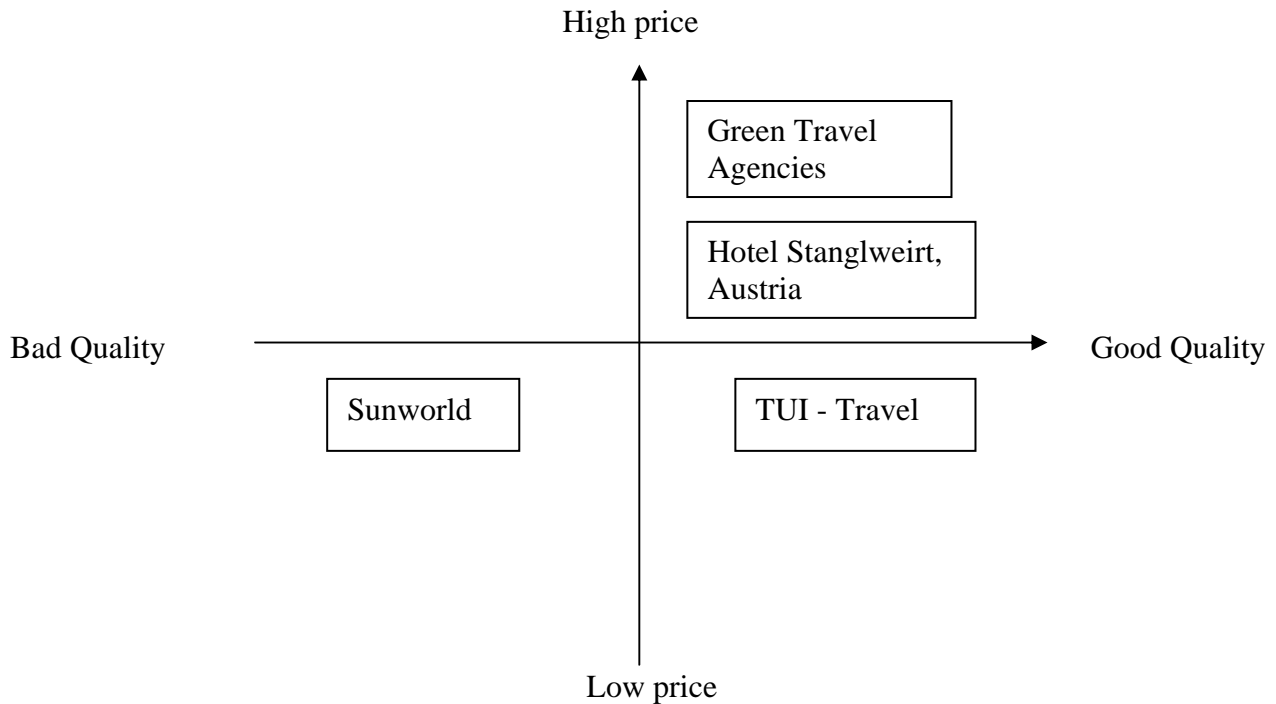 High price
Green Travel
Agencies
Hotel Stanglweirt,
Austria
Bad Quality
Good Quality
Sunworld
TUI - Travel
Low price